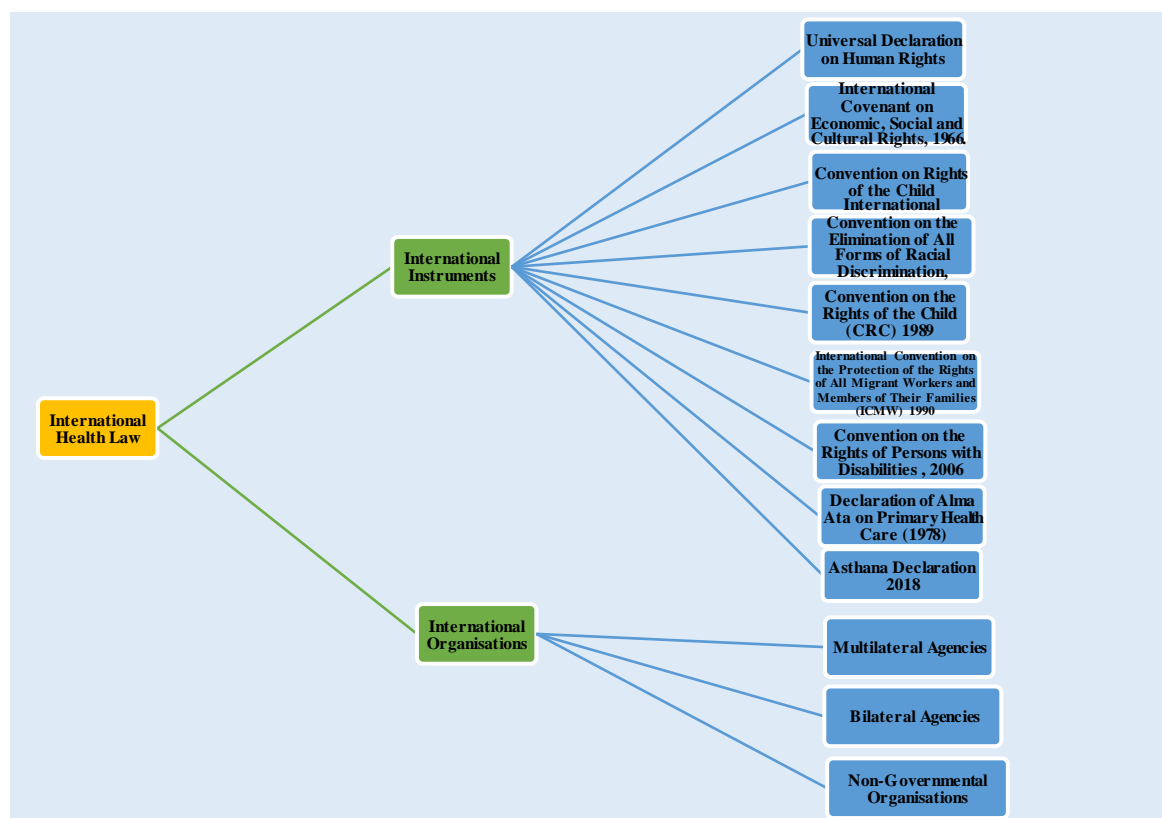 International
Health Law
International
Instruments
Universal Declaration
on Human Rights
International
Covenant on
Economic, Social and
Cultural Rights, 1966.
Convention on Rights
of the Child
International
Convention on the
Elimination of All
Forms of Racial
Discrimination,
Convention on the
Rights of the Child
(CRC) 1989
International Convention on
the Protection of the Rights
of All Migrant Workers and
Members of Their Families
(ICMW) 1990
Convention on the
Rights of Persons with
Disabilities , 2006
Declaration of Alma
Ata on Primary Health
Care (1978)
Asthana Declaration
2018
International
Organisations
Multilateral Agencies
Bilateral Agencies
Non-Governmental
Organisations